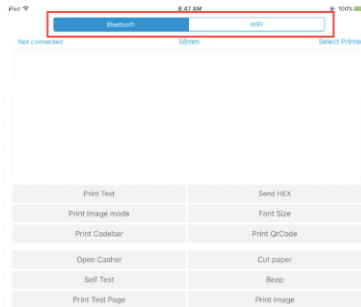 iPad 8:47 AM 100%
Bluetooth WIFI
Not connected 58mm Select Printer
Print Text Send HEX
Print Image mode Font Size
Print Codebar Print QrCode
Open Casher Cut paper
Self Test Beep
Print Test Page Print Image